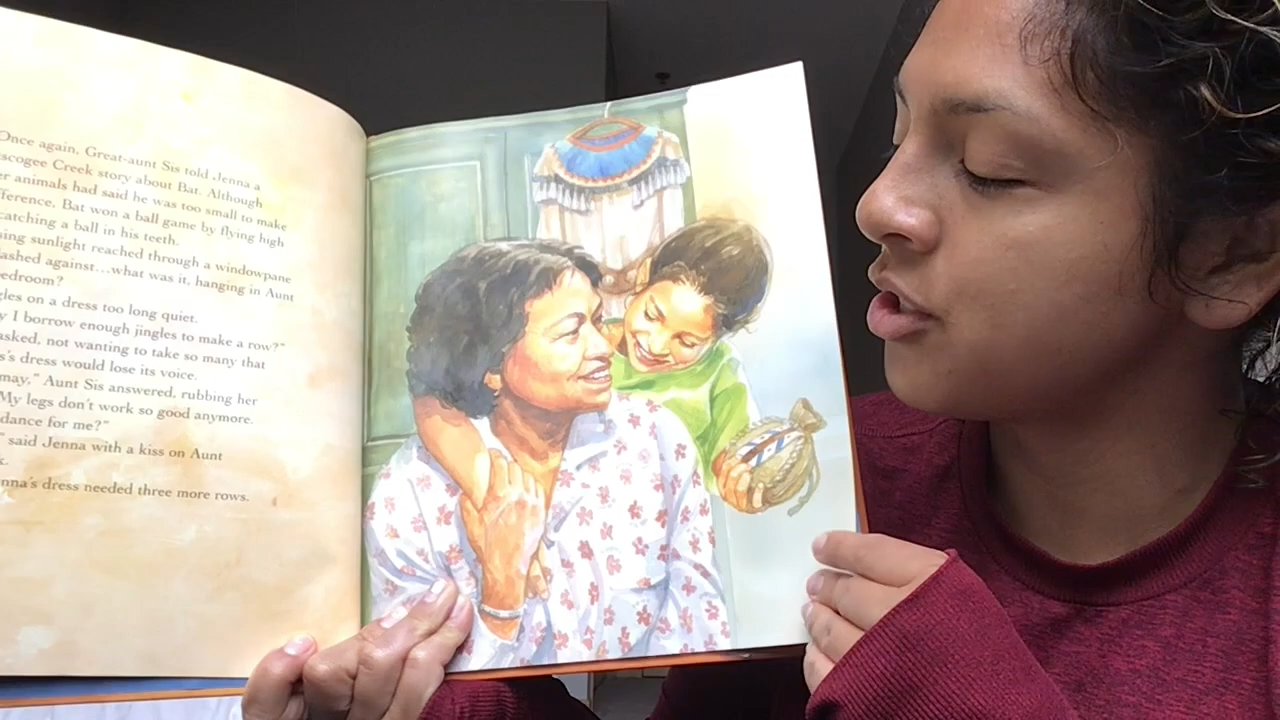 Once again, Great-aunt Sis told Jenna a
scogee Creek story about Bat. Although
er animals had said he was too small to make
fference, Bat won a ball game by flying high
catching a ball in his teeth.
sing sunlight reached through a windowpane
ashed against…what was it, hanging in Aunt
edroom?
gles on a dress too long quiet.
y I borrow enough jingles to make a row?"
asked, not wanting to take so many that
s's dress would lose its voice.
may," Aunt Sis answered, rubbing her
My legs don't work so good anymore.
dance for me?"
" said Jenna with a kiss on Aunt
k.
nna's dress needed three more rows.